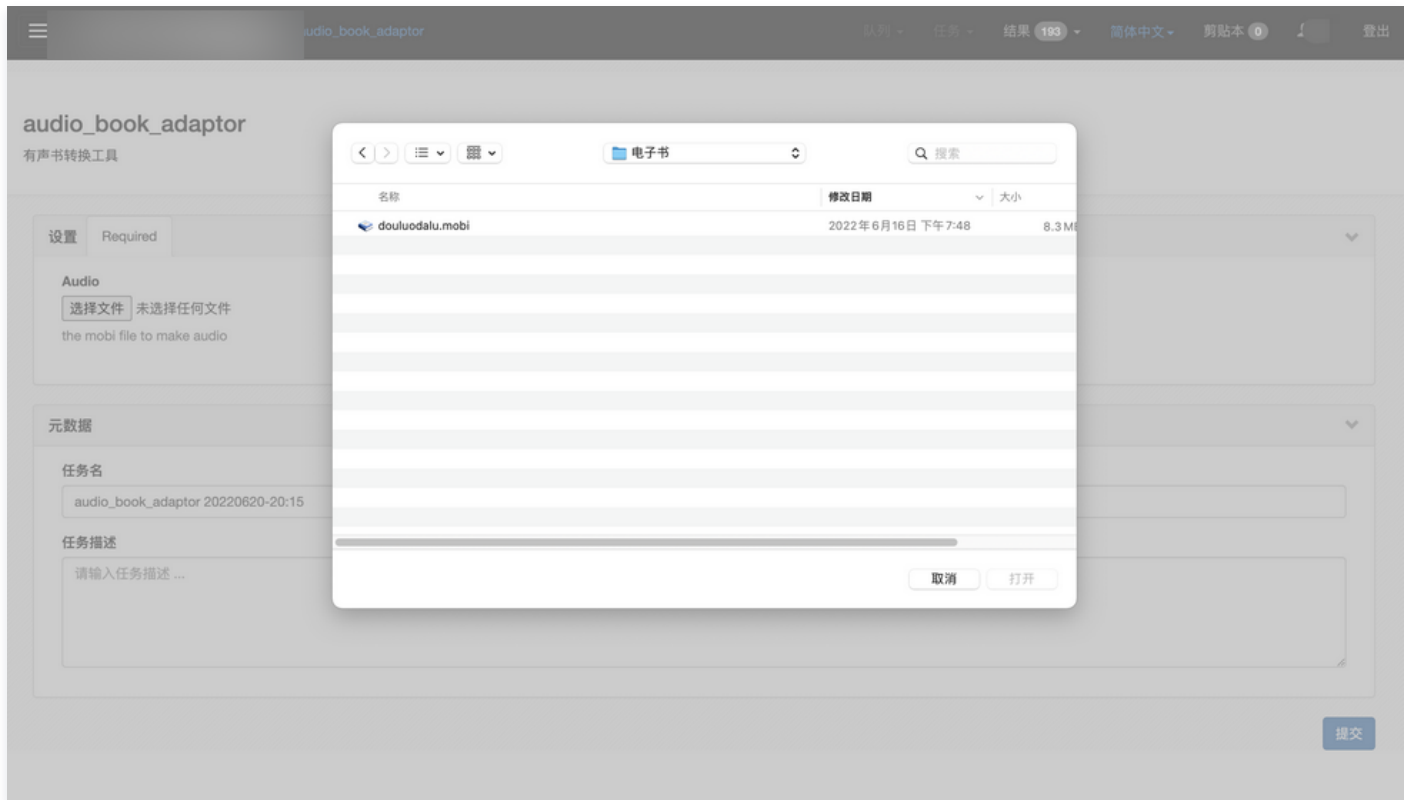 audio_book_adaptor 队列 任务 结果 193 简体中文 剪贴本 0 登出
audio_book_adaptor
有声书转换工具
电子书 搜索
名称 修改日期 大小
douluodalu.mobi 2022年6月16日 下午7:48 8.3 M
设置 Required
Audio
选择文件 未选择任何文件
the mobi file to make audio
元数据
任务名
audio_book_adaptor 20220620-20:15
任务描述
请输入任务描述 ...
取消 打开
提交